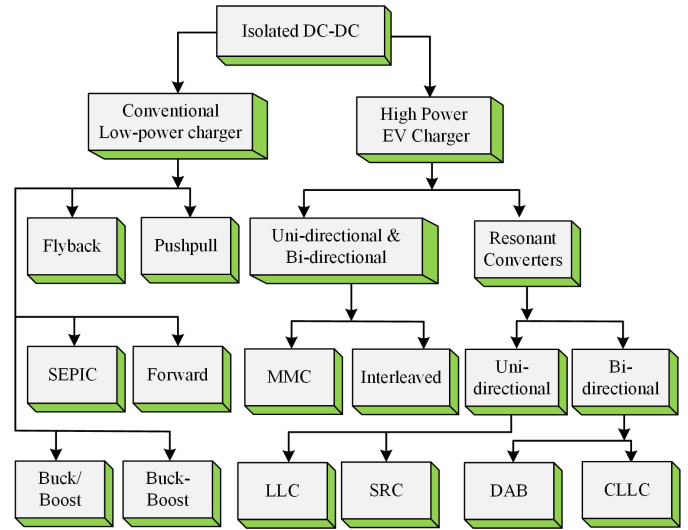 Isolated DC-DC
Conventional
Low-power charger
High Power
EV Charger
Flyback
Pushpull
Uni-directional &
Bi-directional
Resonant
Converters
SEPIC
Forward
MMC
Interleaved
Uni-
directional
Bi-
directional
Buck/
Boost
Buck-
Boost
LLC
SRC
DAB
CLLC